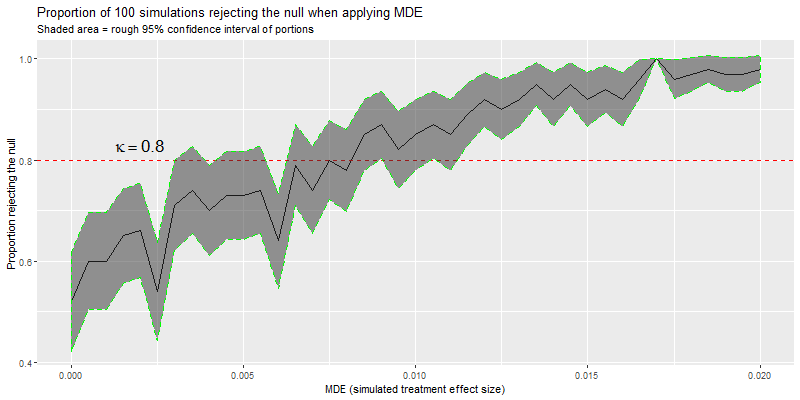 Proportion of 100 simulations rejecting the null when applying MDE
Shaded area = rough 95% confidence interval of portions
Proportion rejecting the null
1.0
0.8
0.6
0.4
κ = 0.8
0.000
0.005
0.010
0.015
0.020
MDE (simulated treatment effect size)